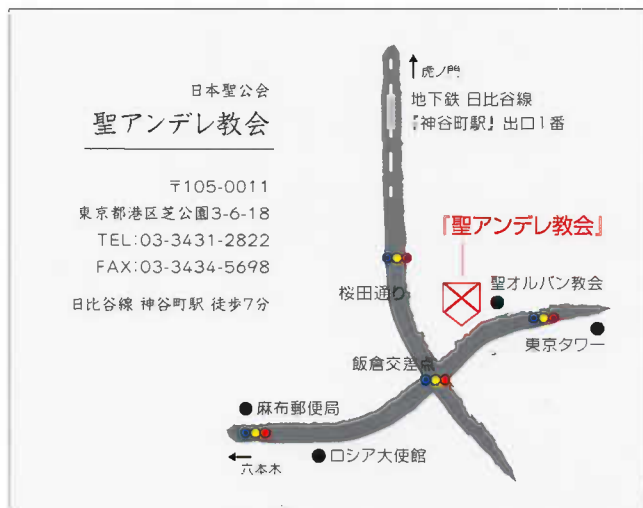 日本聖公会
聖アンデレ教会
〒105-0011
東京都港区芝公園3-6-18
TEL:03-3431-2822
FAX:03-3434-5698
日比谷線 神谷町駅 徒歩7分
虎ノ門
地下鉄 日比谷線
『神谷町駅』出口1番
『聖アンデレ教会』
聖オルバン教会
桜田通り
東京タワー
飯倉交差点
麻布郵便局
ロシア大使館
六本木